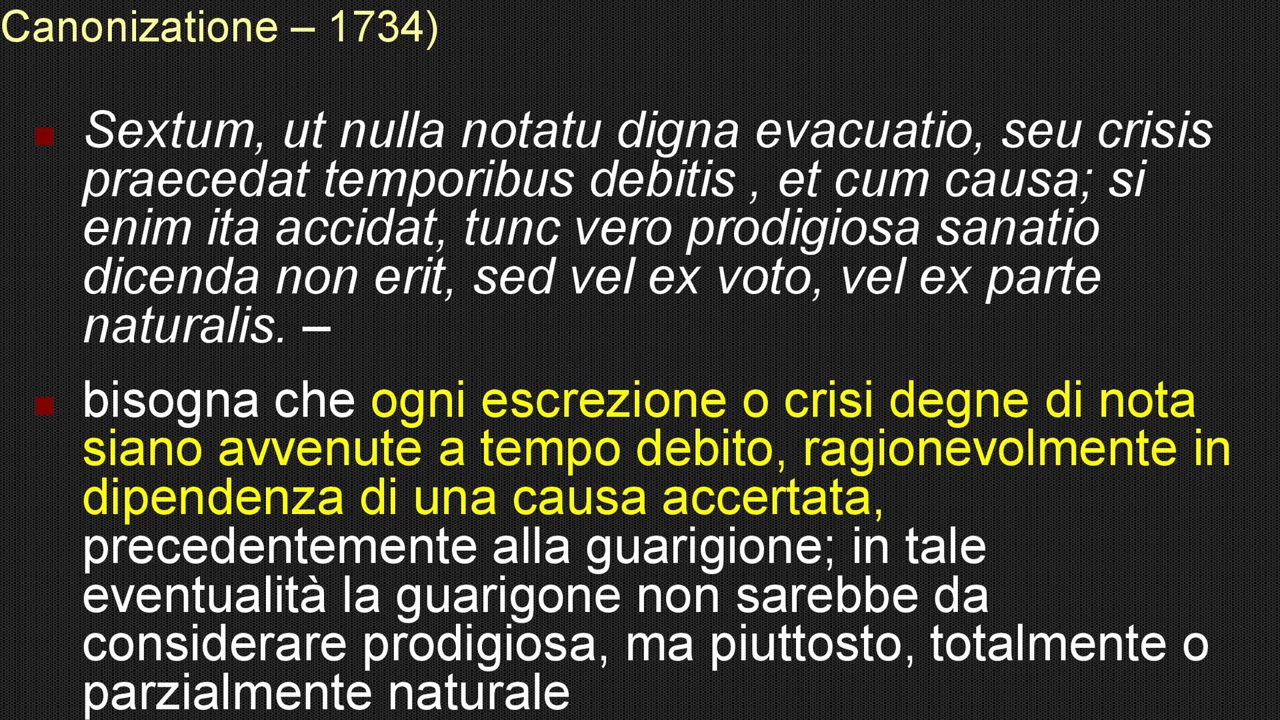 Canonizatione – 1734)
Sextum, ut nulla notatu digna evacuatio, seu crisis
praecedat temporibus debitis , et cum causa; si
enim ita accidat, tunc vero prodigiosa sanatio
dicenda non erit, sed vel ex voto, vel ex parte
naturalis. –
bisogna che ogni escrezione o crisi degne di nota
siano avvenute a tempo debito, ragionevolmente in
dipendenza di una causa accertata,
precedentemente alla guarigione; in tale
eventualità la guarigone non sarebbe da
considerare prodigiosa, ma piuttosto, totalmente o
parzialmente naturale